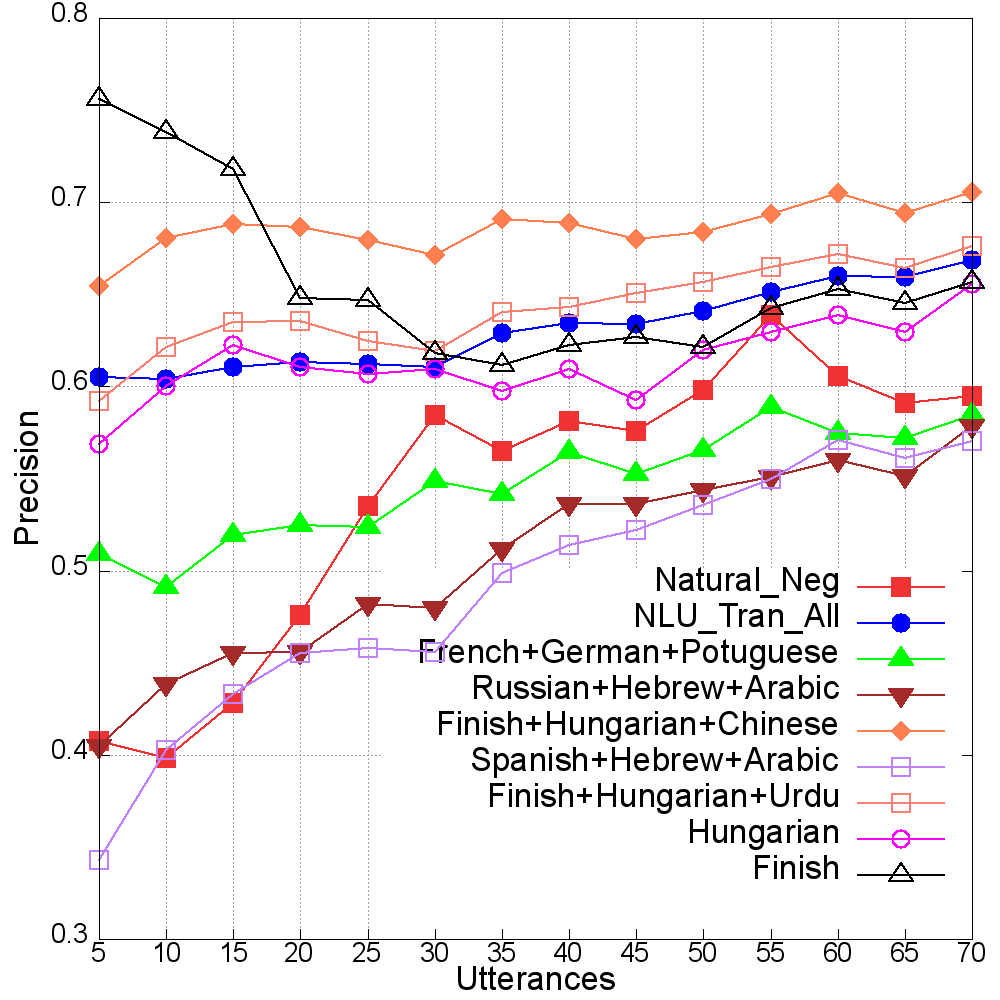 0.8
0.7
0.6
0.5
0.4
0.3
Precision
Natural_Neg
NLU_Tran_All
French+German+Potuguese
Russian+Hebrew+Arabic
Finish+Hungarian+Chinese
Spanish+Hebrew+Arabic
Finish+Hungarian+Urdu
Hungarian
Finish
5 10 15 20 25 30 35 40 45 50 55 60 65 70
Utterances